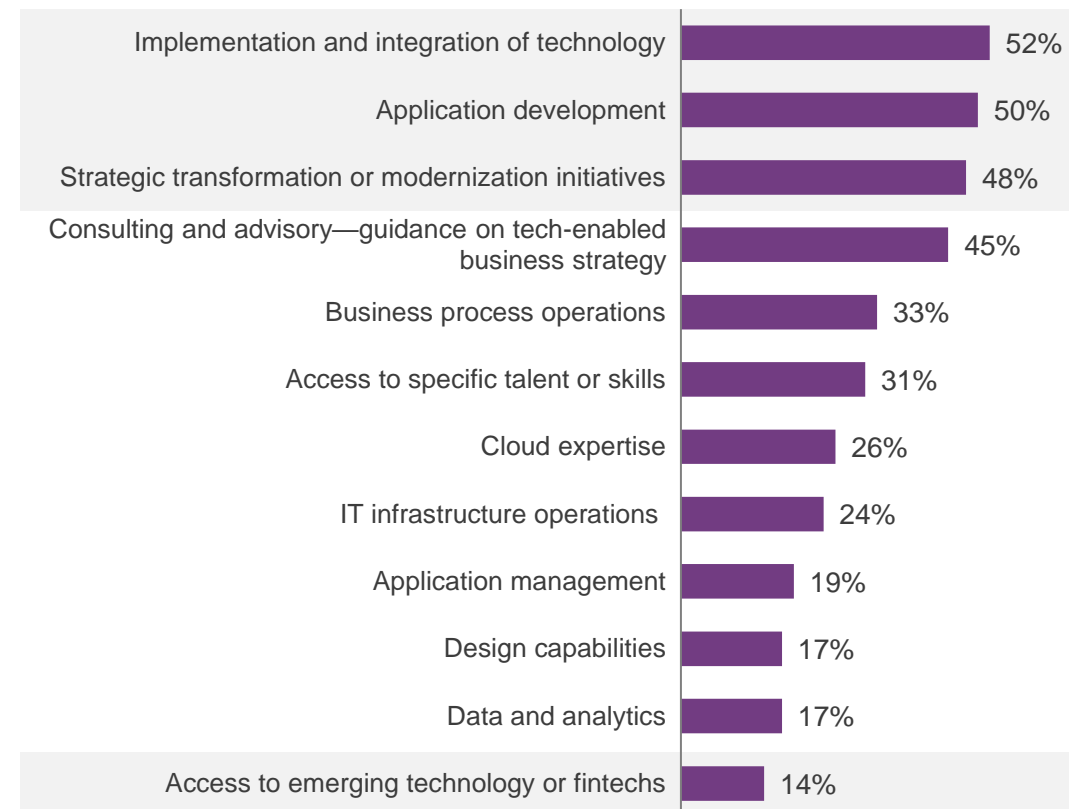 Implementation and integration of technology 52%
Application development 50%
Strategic transformation or modernization initiatives 48%
Consulting and advisory—guidance on tech-enabled
business strategy 45%
Business process operations 33%
Access to specific talent or skills 31%
Cloud expertise 26%
IT infrastructure operations 24%
Application management 19%
Design capabilities 17%
Data and analytics 17%
Access to emerging technology or fintechs 14%